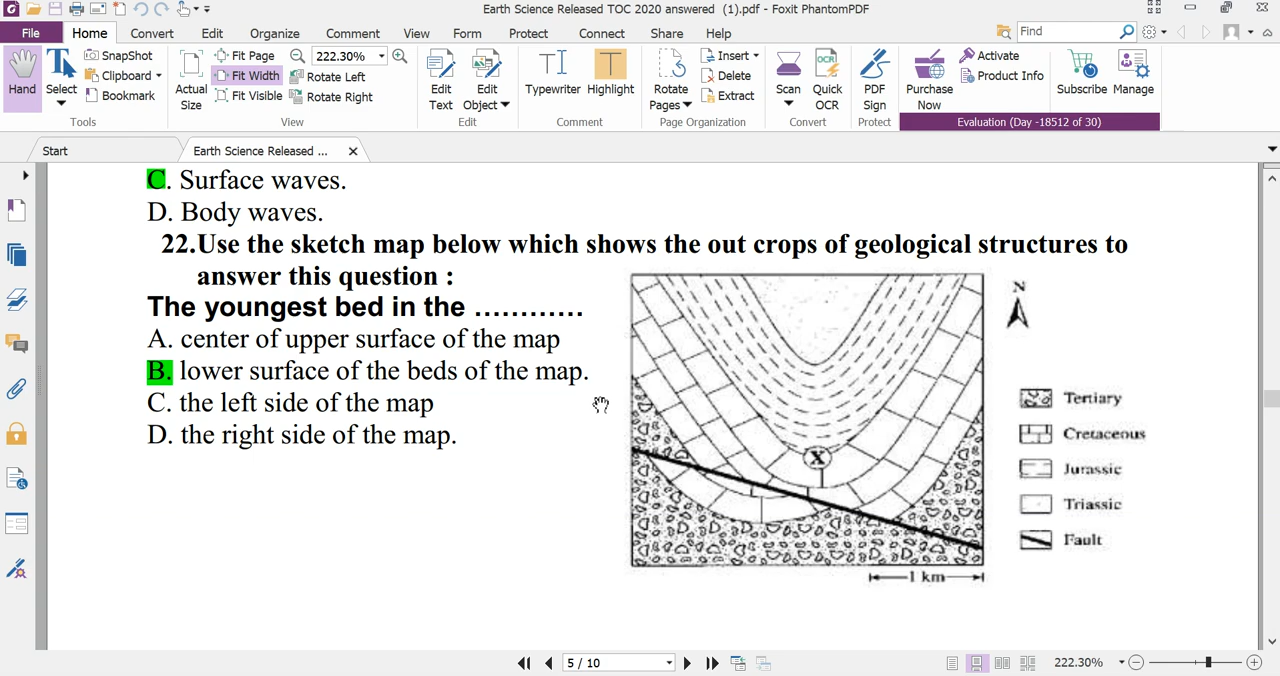 Earth Science Released TOC 2020 answered (1).pdf - Foxit PhantomPDF
File
Home
Convert
Edit
Organize
Comment
View
Form
Protect
Connect
Share
Help
Find
Hand
Select
SnapShot
Clipboard
Bookmark
Tools
Actual
Size
Fit Page
Fit Width
Fit Visible
222.30%
Rotate Left
Rotate Right
View
Edit
Text
Edit
Object
Edit
Typewriter
Highlight
Comment
Rotate
Pages
Insert
Delete
Extract
Page Organization
Scan
Quick
OCR
Convert
PDF
Sign
Protect
Purchase
Now
Activate
Product Info
Subscribe
Manage
Evaluation (Day -18512 of 30)
Start
Earth Science Released ...
C. Surface waves.
D. Body waves.
22.Use the sketch map below which shows the out crops of geological structures to
answer this question :
The youngest bed in the ............
A. center of upper surface of the map
B. lower surface of the beds of the map.
C. the left side of the map
D. the right side of the map.
X
N
Tertiary
Cretaceous
Jurassic
Triassic
Fault
1 km
5 / 10
222.30%